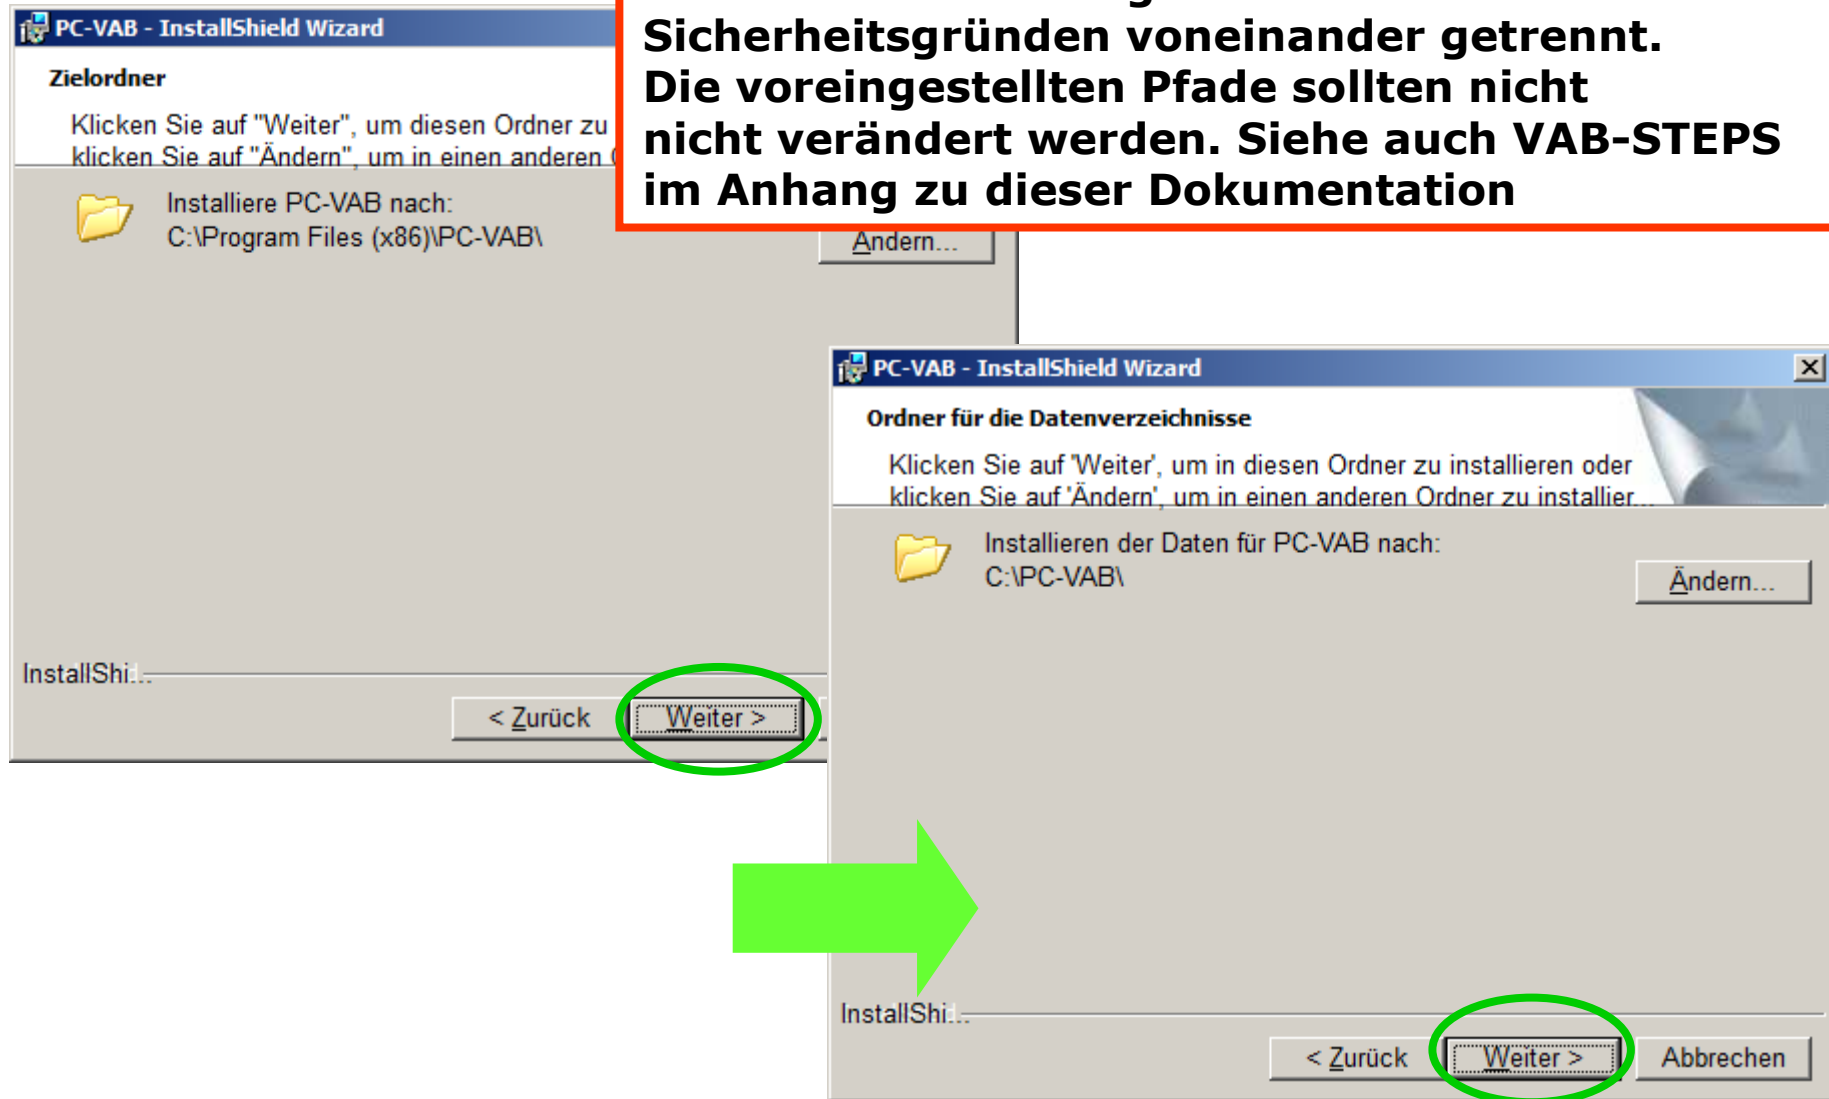 Sicherheitsgründen voneinander getrennt.
Die voreingestellten Pfade sollten nicht
nicht verändert werden. Siehe auch VAB-STEPS
im Anhang zu dieser Dokumentation
PC-VAB - InstallShield Wizard
Zielordner
Klicken Sie auf "Weiter", um diesen Ordner zu
klicken Sie auf "Ändern", um in einen anderen
Installiere PC-VAB nach:
C:\Program Files (x86)\PC-VAB\
Ändern...
InstallShi...
< Zurück
Weiter >
PC-VAB - InstallShield Wizard
Ordner für die Datenverzeichnisse
Klicken Sie auf 'Weiter', um in diesen Ordner zu installieren oder
klicken Sie auf 'Ändern', um in einen anderen Ordner zu installier...
Installieren der Daten für PC-VAB nach:
C:\PC-VAB\
Ändern...
InstallShi...
< Zurück
Weiter >
Abbrechen